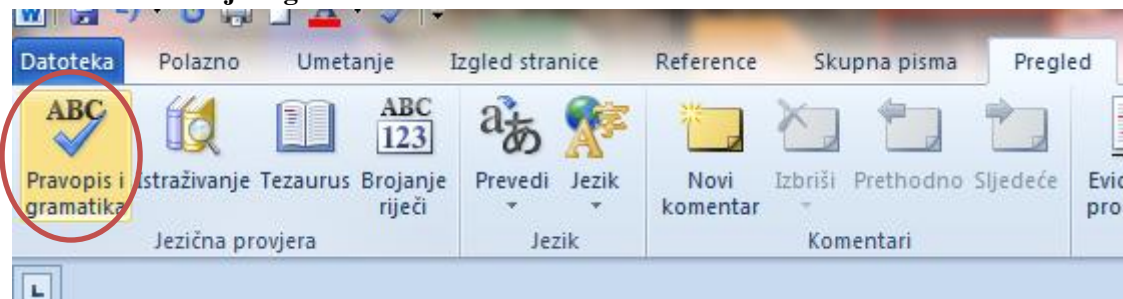 Datoteka Polazno Umetanje Izgled stranice Reference Skupna pisma Pregled
ABC ABC
123
Pravopis i Istraživanje Tezaurus Brojanje Prevedi Jezik Novi Izbriši Prethodno Sljedeće
gramatika riječi komentar
Jezična provjera Jezik Komentari